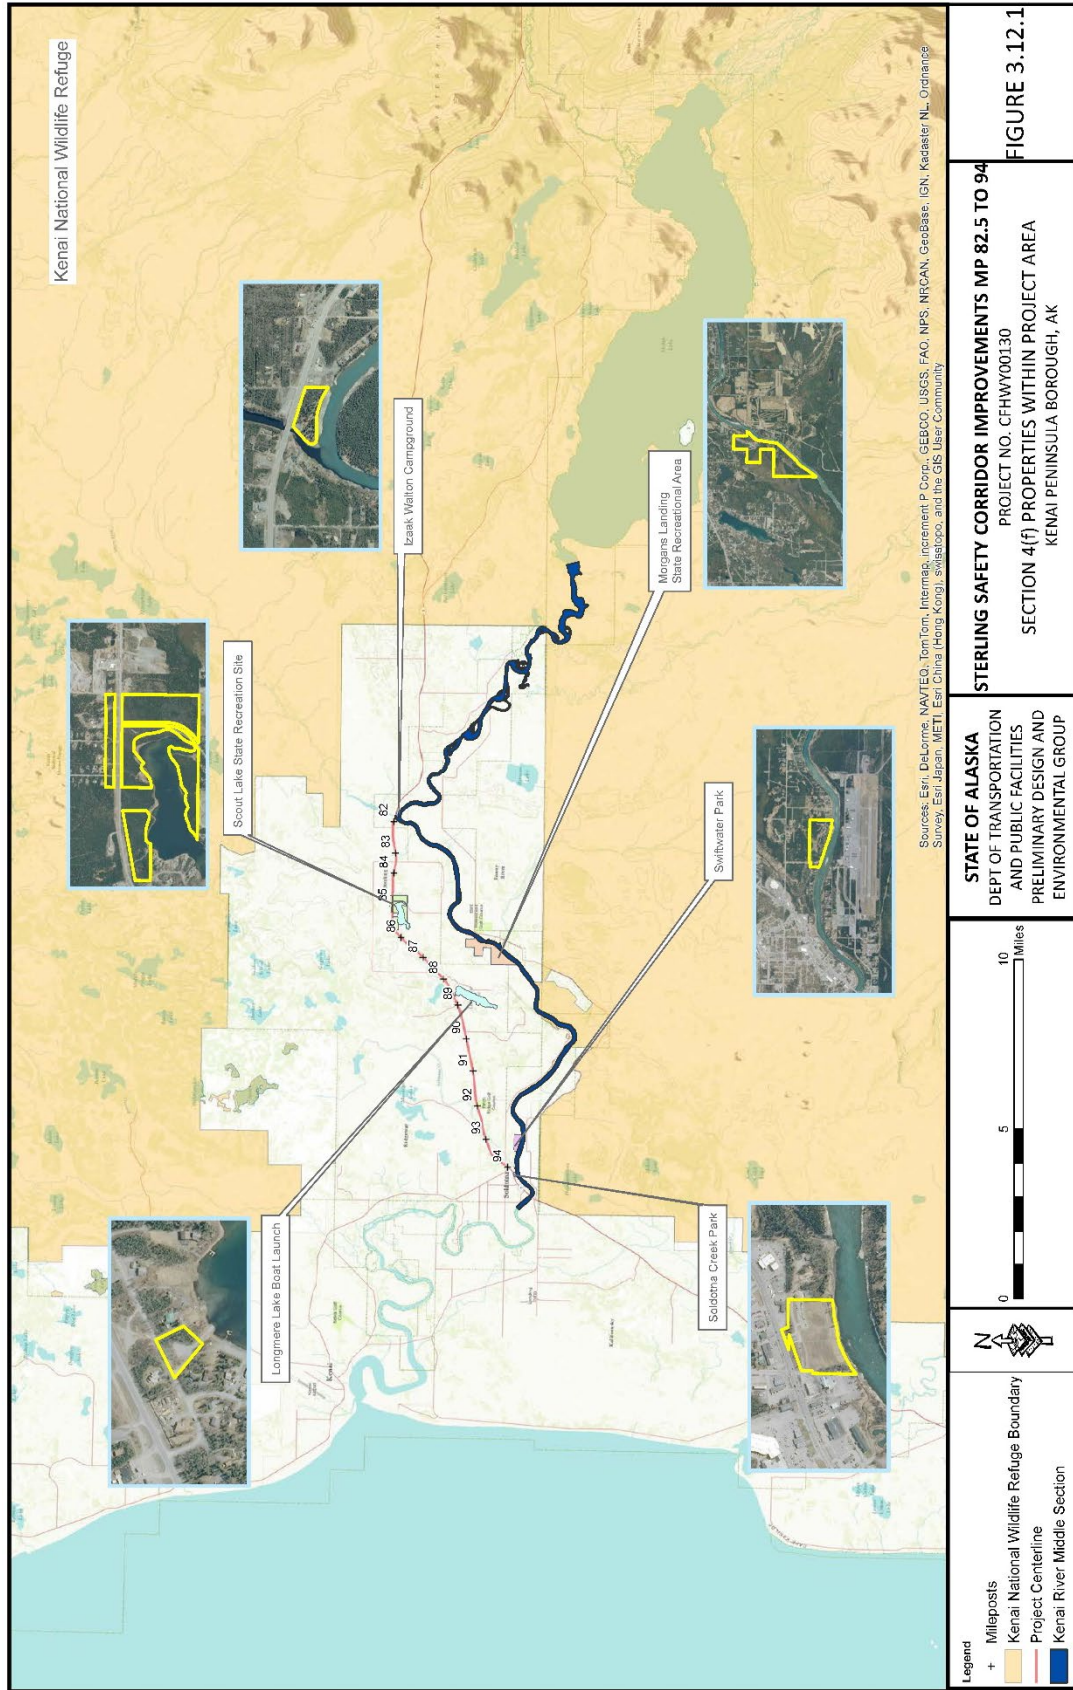 Kenai National Wildlife Refuge
Scout Lake State Recreation Site
Izaak Walton Campground
Longmere Lake Boat Launch
Morgans Landing
State Recreational Area
Swiftwater Park
Soldotna Creek Park
82
83
84
85
86
87
88
89
90
91
92
93
94
Soldotna
Kenai
Sources: Esri, DeLorme, NAVTEQ, TomTom, Intermap, increment P Corp., GEBCO, USGS, FAO, NPS, NRCAN, GeoBase, IGN, Kadaster NL, Ordnance
Survey, Esri Japan, METI, Esri China (Hong Kong), swisstopo, and the GIS User Community
Legend
+ Mileposts
Kenai National Wildlife Refuge Boundary
Project Centerline
Kenai River Middle Section
N
0
5
10
Miles
STATE OF ALASKA
DEPT OF TRANSPORTATION
AND PUBLIC FACILITIES
PRELIMINARY DESIGN AND
ENVIRONMENTAL GROUP
STERLING SAFETY CORRIDOR IMPROVEMENTS MP 82.5 TO 94
PROJECT NO. CFHWY00130
SECTION 4(f) PROPERTIES WITHIN PROJECT AREA
KENAI PENINSULA BOROUGH, AK
FIGURE 3.12.1